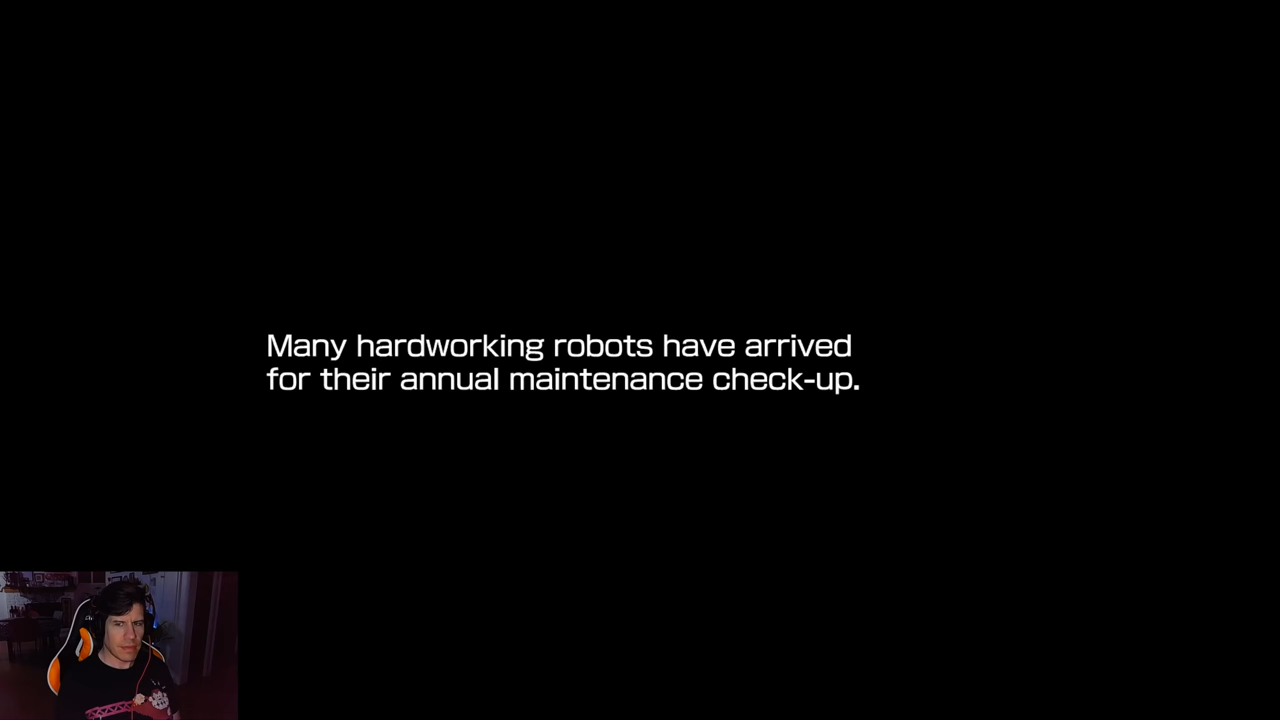 Many hardworking robots have arrived
for their annual maintenance check-up.